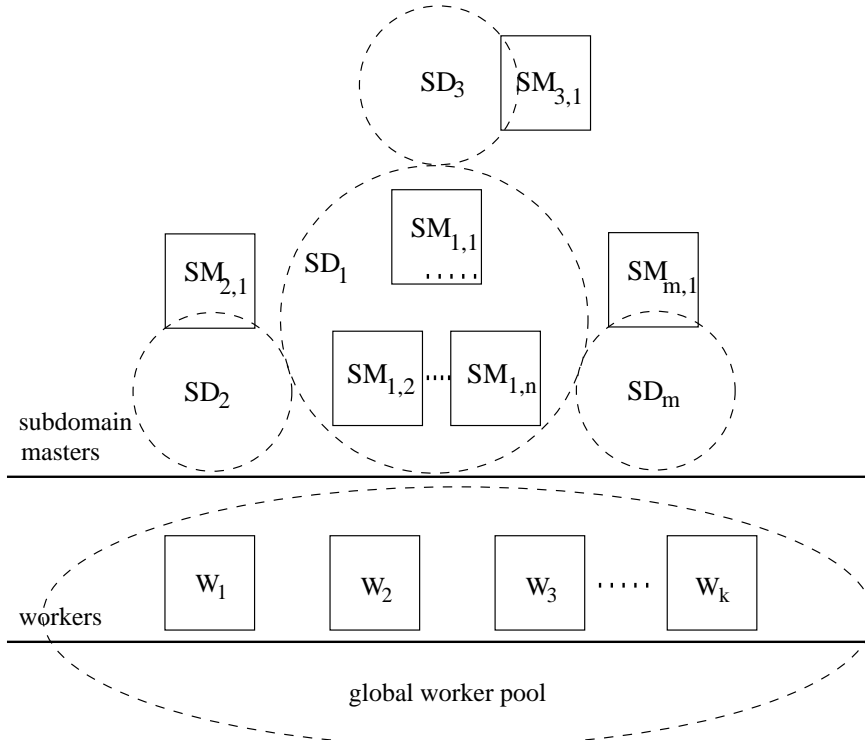 SD3 SM3,1
SM1,1
SD1
SM2,1
SMm,1
SM1,2 SM1,n
SD2
SDm
subdomain
masters
W1 W2 W3 Wk
workers
global worker pool